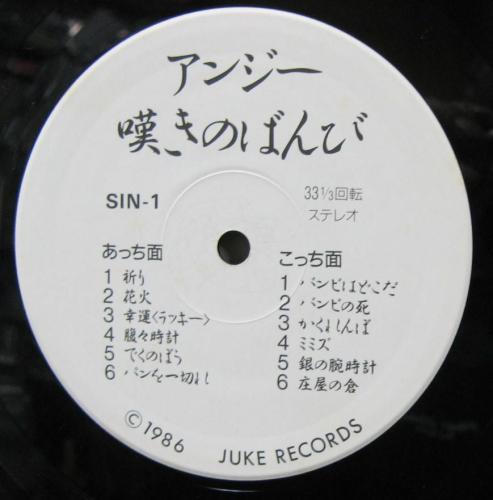 アンジー
嘆きのばんび
SIN-1
33 1/3回転
ステレオ
あっち面
1 祈り
2 花火
3 幸運〈ラッキー〉
4 腹々時計
5 でくのぼう
6 パンを一切れ
こっち面
1 バンビはどこだ
2 バンビの死
3 かくれんぼ
4 ミミズ
5 銀の腕時計
6 庄屋の倉
©1986 JUKE RECORDS